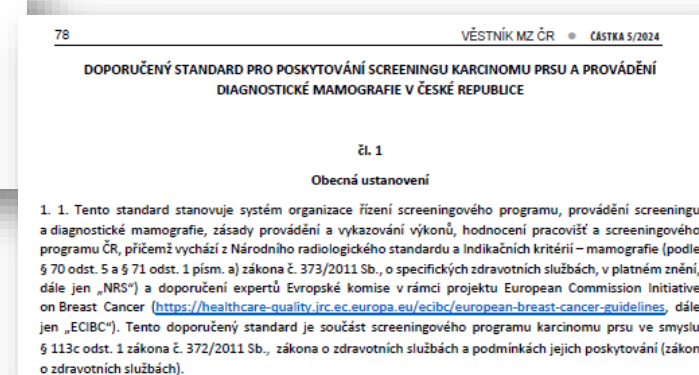 78 VĚSTNÍK MZ ČR ● ČÁSTKA 5/2024
DOPORUČENÝ STANDARD PRO POSKYTOVÁNÍ SCREENINGU KARCINOMU PRSU A PROVÁDĚNÍ
DIAGNOSTICKÉ MAMOGRAFIE V ČESKÉ REPUBLICE
čl. 1
Obecná ustanovení
1. 1. Tento standard stanovuje systém organizace řízení screeningového programu, provádění screeningu
a diagnostické mamografie, zásady provádění a vykazování výkonů, hodnocení pracovišť a screeningového
programu ČR, přičemž vychází z Národního radiologického standardu a Indikačních kritérií – mamografie (podle
§ 70 odst. 5 a § 71 odst. 1 písm. a) zákona č. 373/2011 Sb., o specifických zdravotních službách, v platném znění,
dále jen „NRS") a doporučení expertů Evropské komise v rámci projektu European Commission Initiative
on Breast Cancer (https://healthcare-quality.jrc.ec.europa.eu/ecibc/european-breast-cancer-guidelines, dále
jen „ECIBC"). Tento doporučený standard je součást screeningového programu karcinomu prsu ve smyslu
§ 113c odst. 1 zákona č. 372/2011 Sb., zákona o zdravotních službách a podmínkách jejich poskytování (zákon
o zdravotních službách).